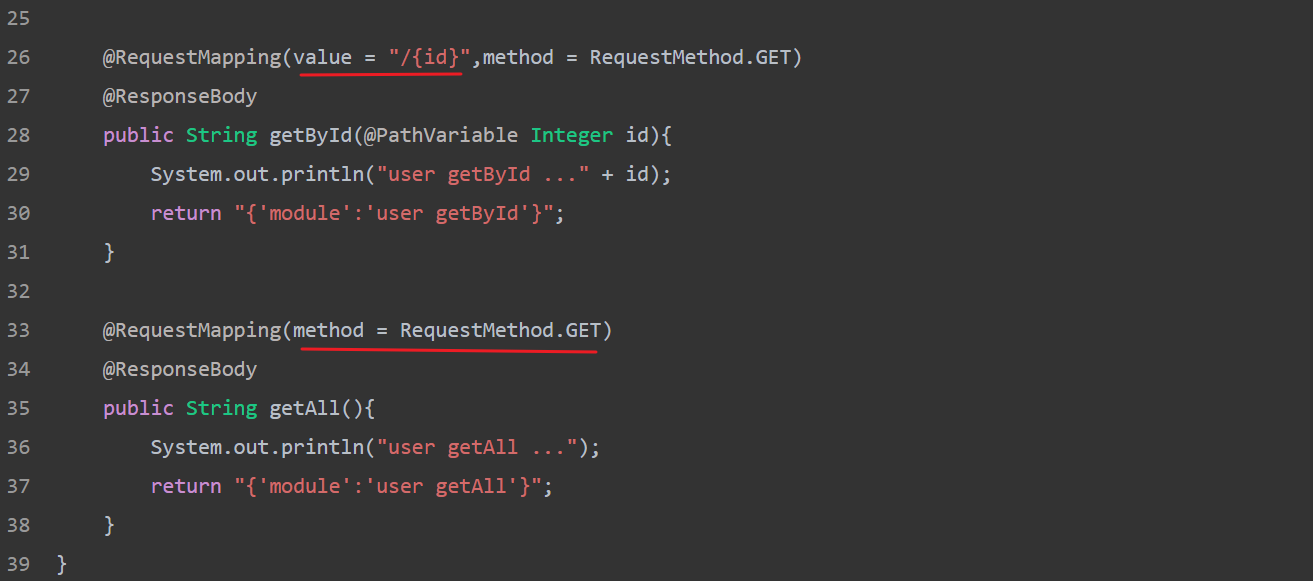 25
26 @RequestMapping(value = "/{id}",method = RequestMethod.GET)
27 @ResponseBody
28 public String getById(@PathVariable Integer id){
29 System.out.println("user getById ..." + id);
30 return "{'module':'user getById'}";
31 }
32
33 @RequestMapping(method = RequestMethod.GET)
34 @ResponseBody
35 public String getAll(){
36 System.out.println("user getAll ...");
37 return "{'module':'user getAll'}";
38 }
39 }